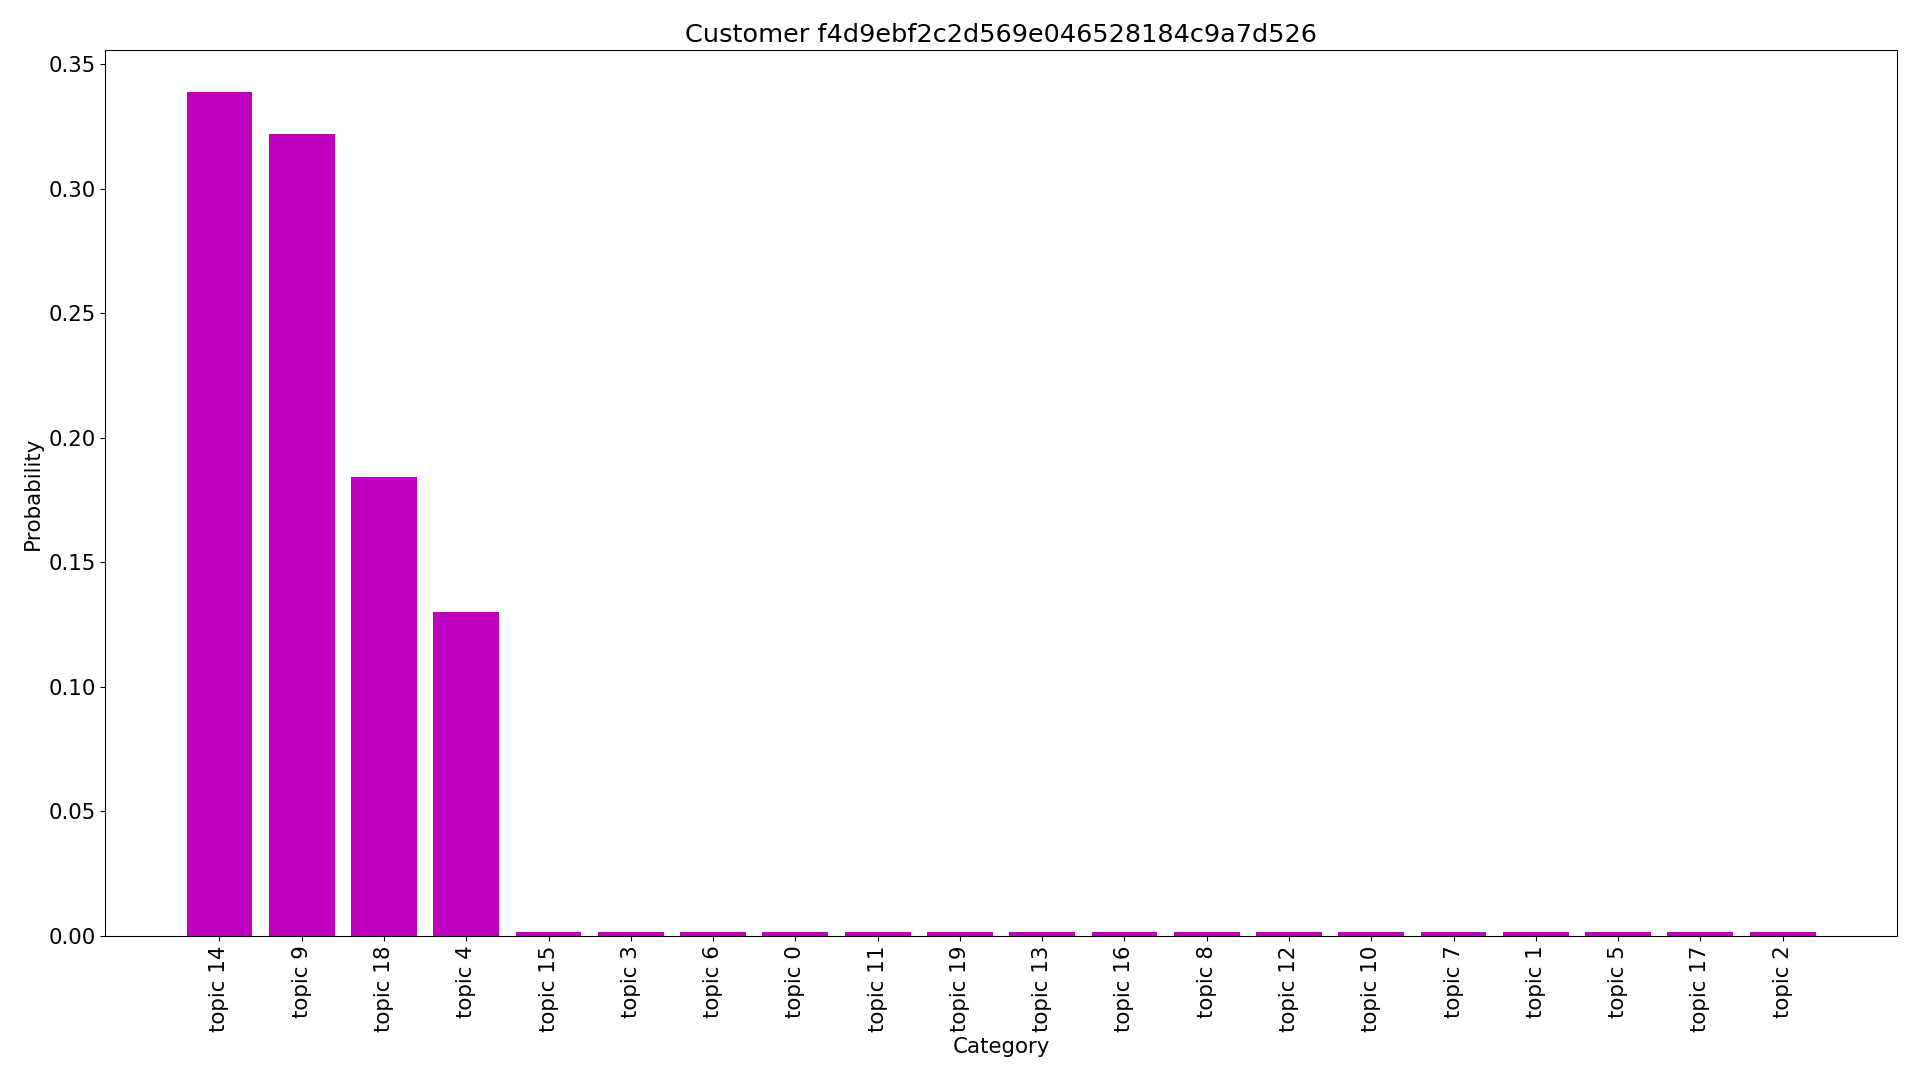 Customer f4d9ebf2c2d569e046528184c9a7d526
Probability
0.35
0.30
0.25
0.20
0.15
0.10
0.05
0.00
topic 14
topic 9
topic 18
topic 4
topic 15
topic 3
topic 6
topic 0
topic 11
topic 19
topic 13
topic 16
topic 8
topic 12
topic 10
topic 7
topic 1
topic 5
topic 17
topic 2
Category